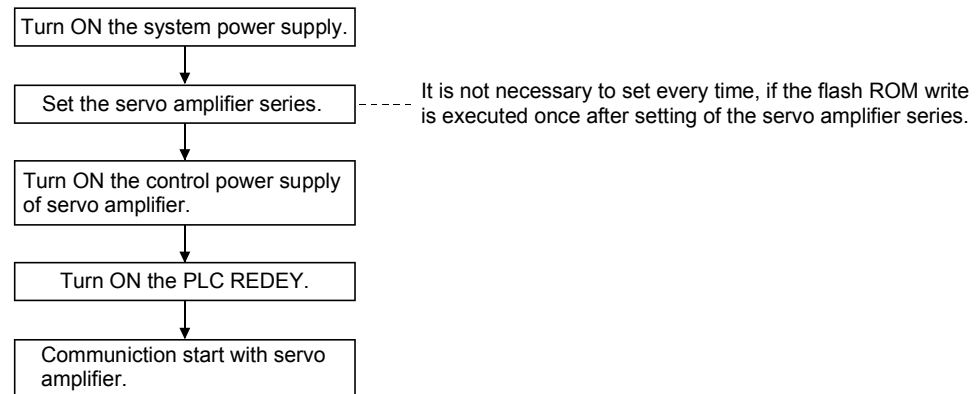 Turn ON the system power supply.
Set the servo amplifier series.
It is not necessary to set every time, if the flash ROM write
is executed once after setting of the servo amplifier series.
Turn ON the control power supply
of servo amplifier.
Turn ON the PLC REDEY.
Communiction start with servo
amplifier.